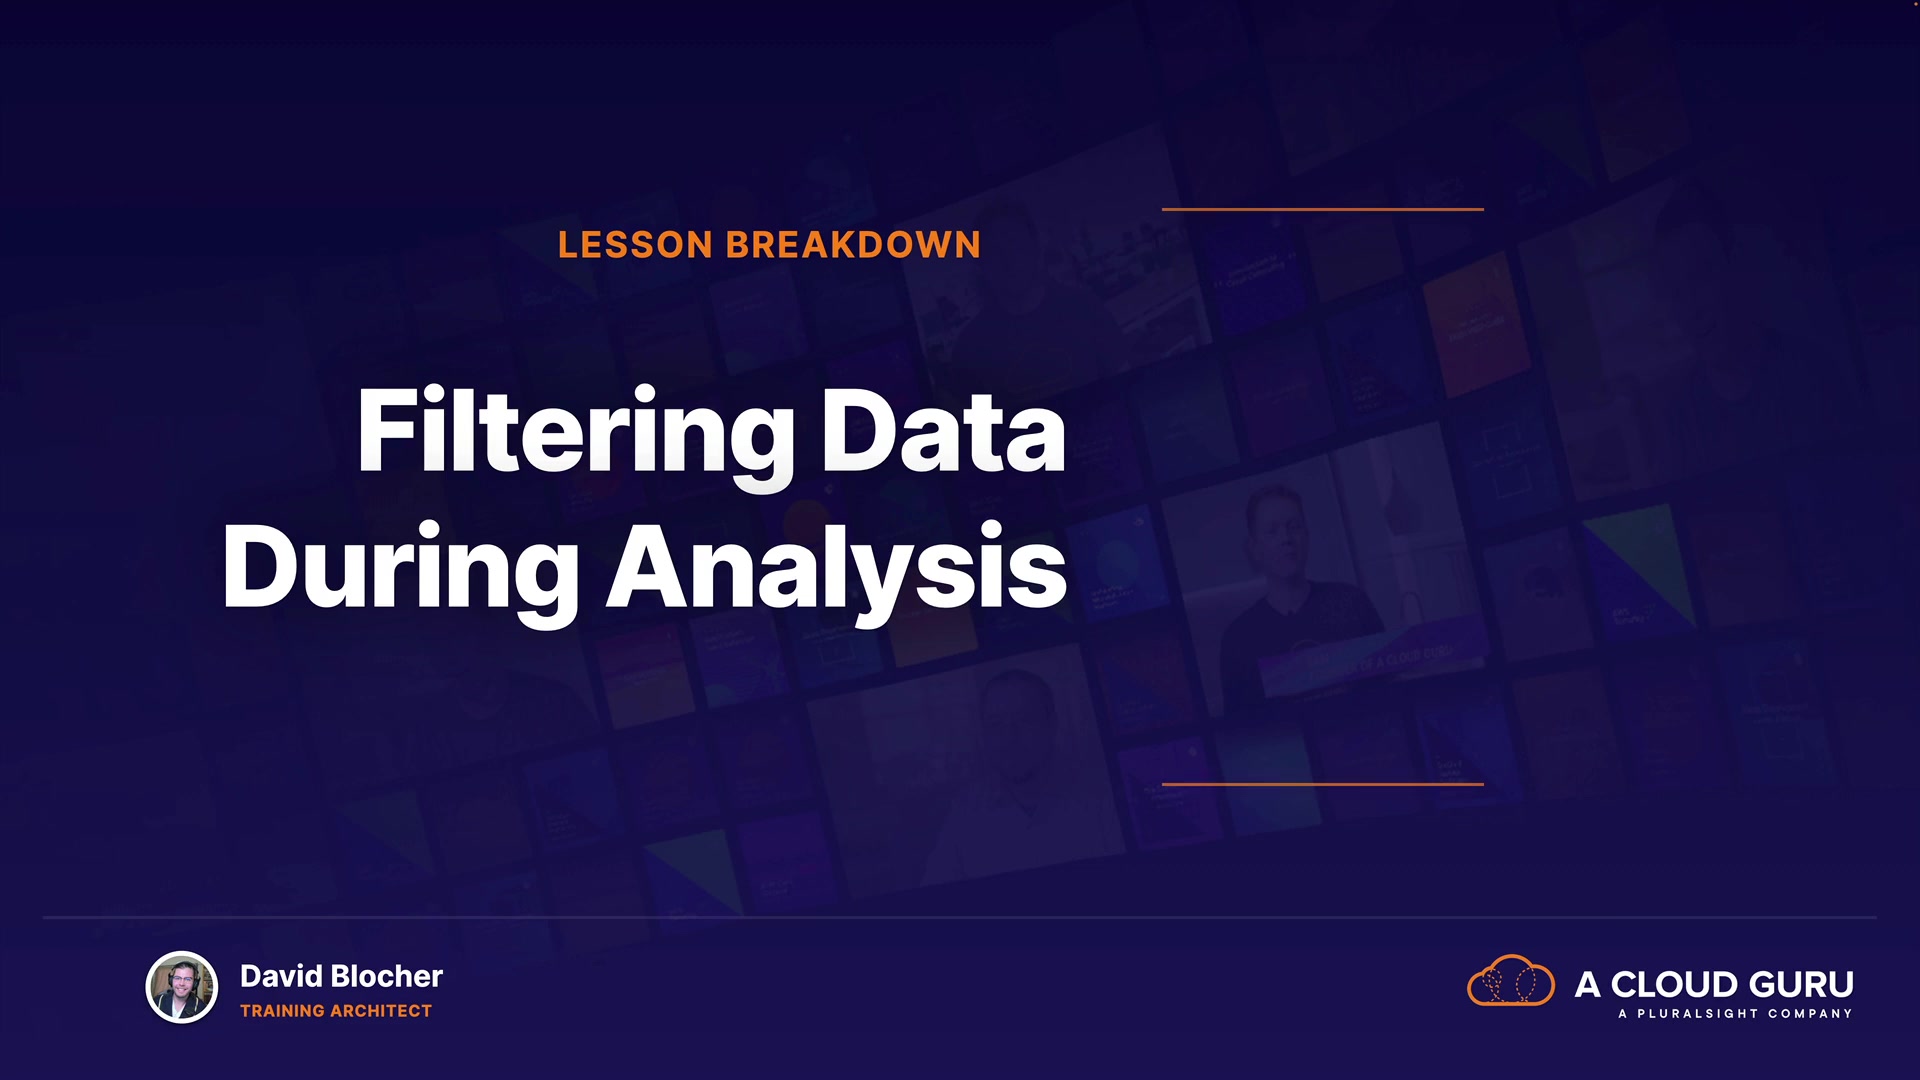 LESSON BREAKDOWN
Filtering Data
During Analysis
David Blocher
TRAINING ARCHITECT
A CLOUD GURU
A PLURALSIGHT COMPANY